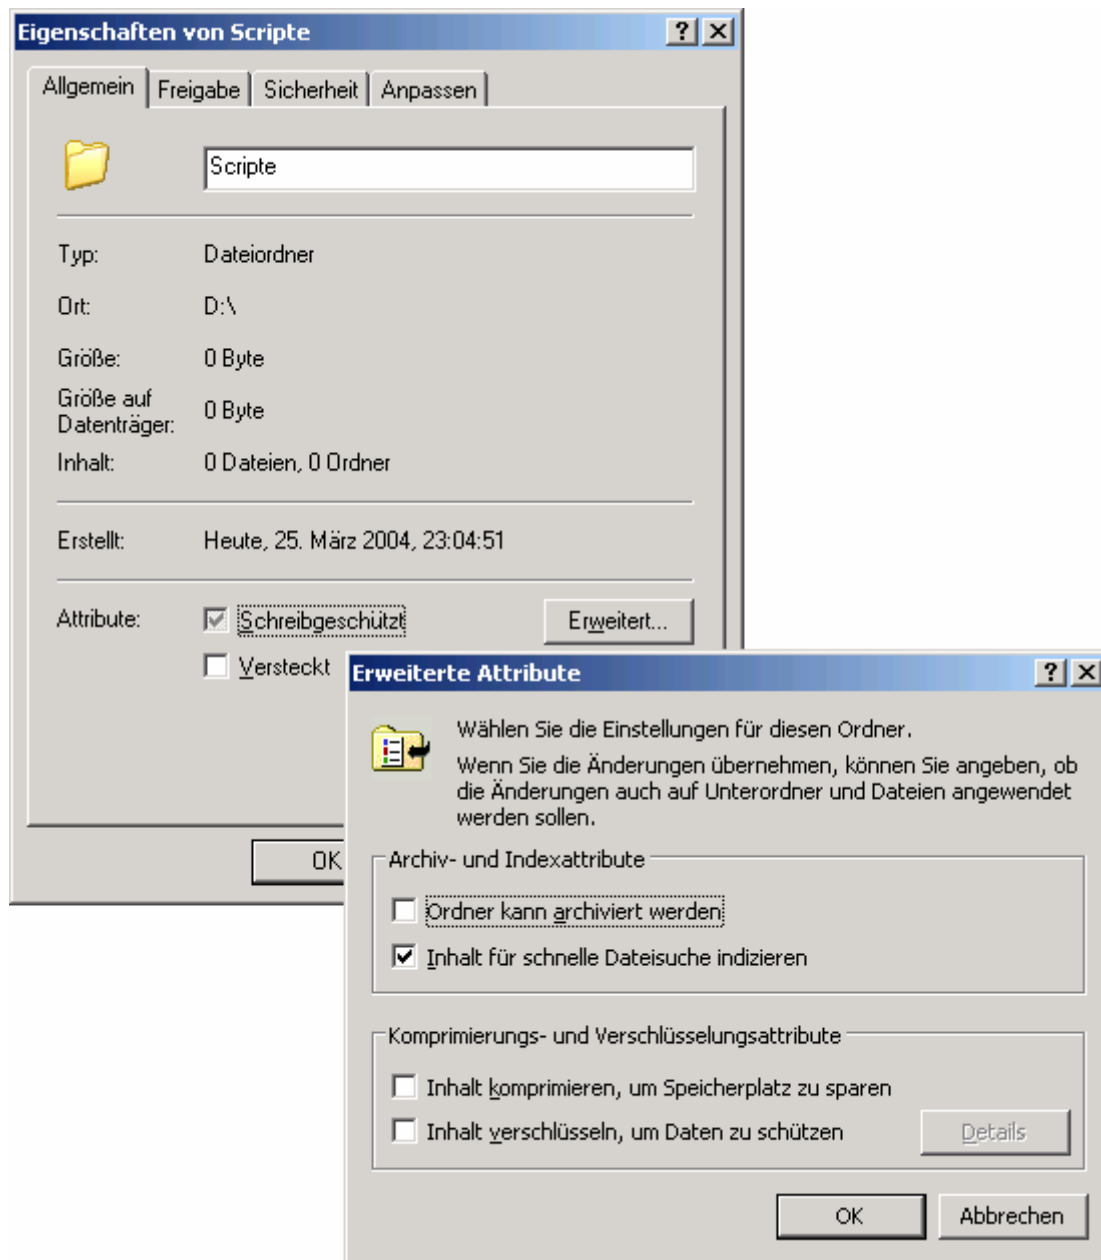 Eigenschaften von Scripte
Allgemein Freigabe Sicherheit Anpassen
Scripte
Typ: Dateiordner
Ort: D:\
Größe: 0 Byte
Größe auf
Datenträger: 0 Byte
Inhalt: 0 Dateien, 0 Ordner
Erstellt: Heute, 25. März 2004, 23:04:51
Attribute: Schreibgeschützt Erweitert...
Versteckt
OK
Erweiterte Attribute
Wählen Sie die Einstellungen für diesen Ordner.
Wenn Sie die Änderungen übernehmen, können Sie angeben, ob
die Änderungen auch auf Unterordner und Dateien angewendet
werden sollen.
Archiv- und Indexattribute
Ordner kann archiviert werden
Inhalt für schnelle Dateisuche indizieren
Komprimierungs- und Verschlüsselungsattribute
Inhalt komprimieren, um Speicherplatz zu sparen
Inhalt verschlüsseln, um Daten zu schützen Details
OK Abbrechen